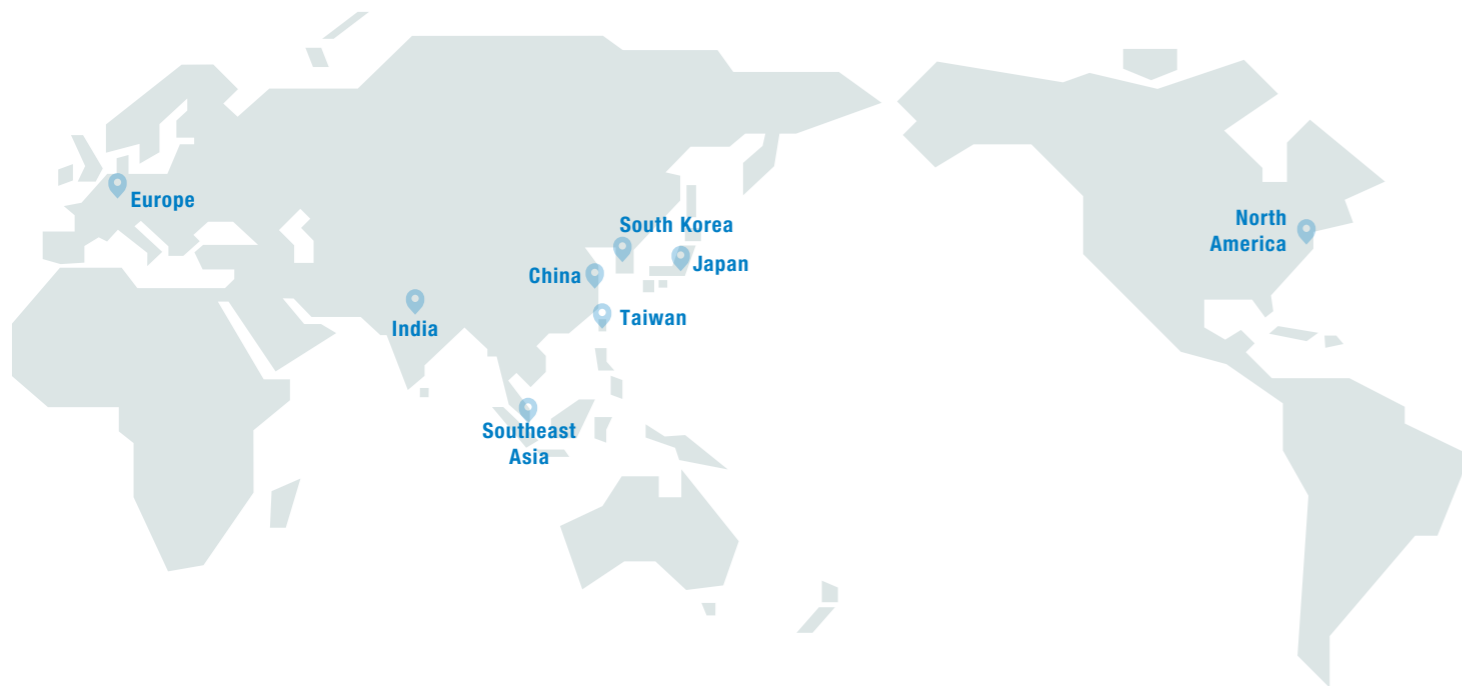 Europe
South Korea
North
America
Japan
China
India
Taiwan
Southeast
Asia